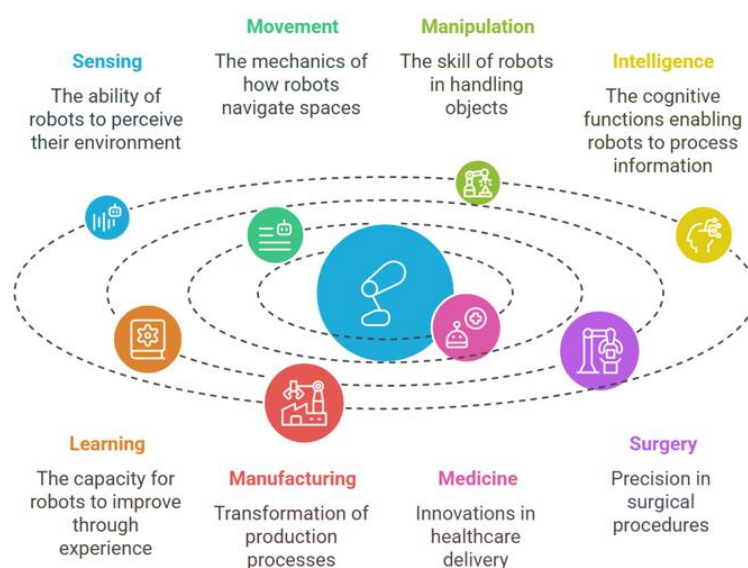 Movement
The mechanics of
how robots
navigate spaces
Manipulation
The skill of robots
in handling
objects
Sensing
The ability of
robots to perceive
their environment
Intelligence
The cognitive
functions enabling
robots to process
information
Learning
The capacity for
robots to improve
through
experience
Manufacturing
Transformation of
production
processes
Medicine
Innovations in
healthcare
delivery
Surgery
Precision in
surgical
procedures